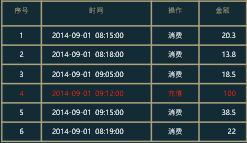 序号 时间 操作 金额
1 2014-09-01 08:15:00 消费 20.3
2 2014-09-01 08:18:00 消费 13.8
3 2014-09-01 09:05:00 消费 18.5
4 2014-09-01 09:12:00 充值 100
5 2014-09-01 09:15:00 消费 38.5
6 2014-09-01 08:19:00 消费 22